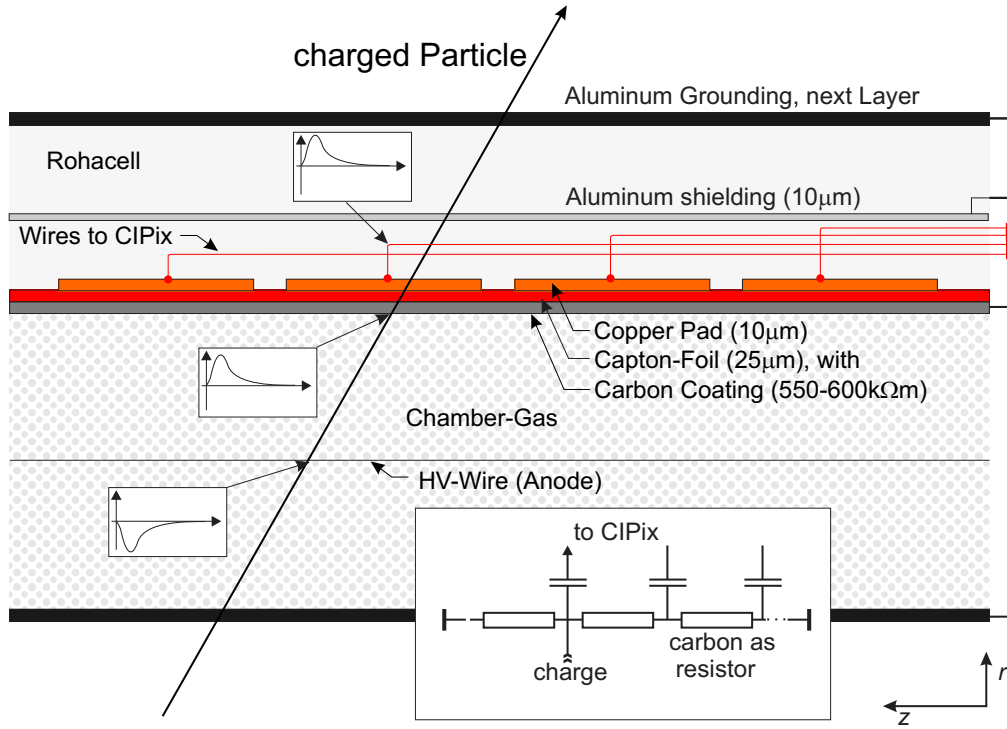 charged Particle
Aluminum Grounding, next Layer
Rohacell
Aluminum shielding (10μm)
Wires to CIPix
Copper Pad (10μm)
Capton-Foil (25μm), with
Carbon Coating (550-600kΩm)
Chamber-Gas
HV-Wire (Anode)
to CIPix
carbon as
resistor
charge
r
z